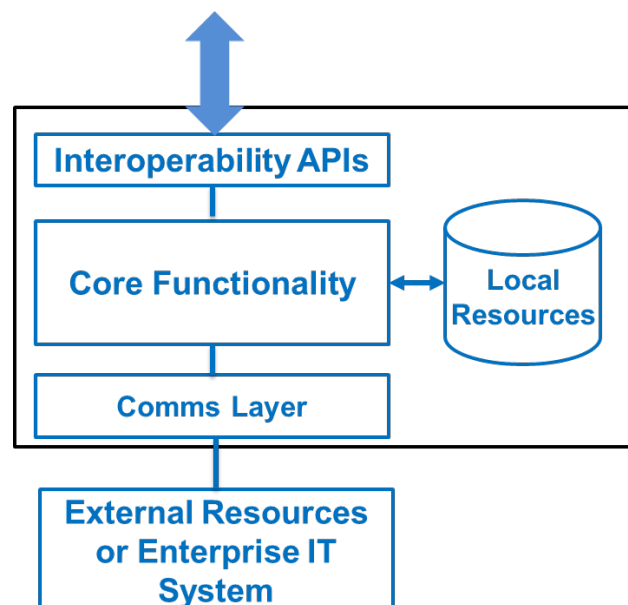 Interoperability APIs
Core Functionality
Local
Resources
Comms Layer
External Resources
or Enterprise IT
System